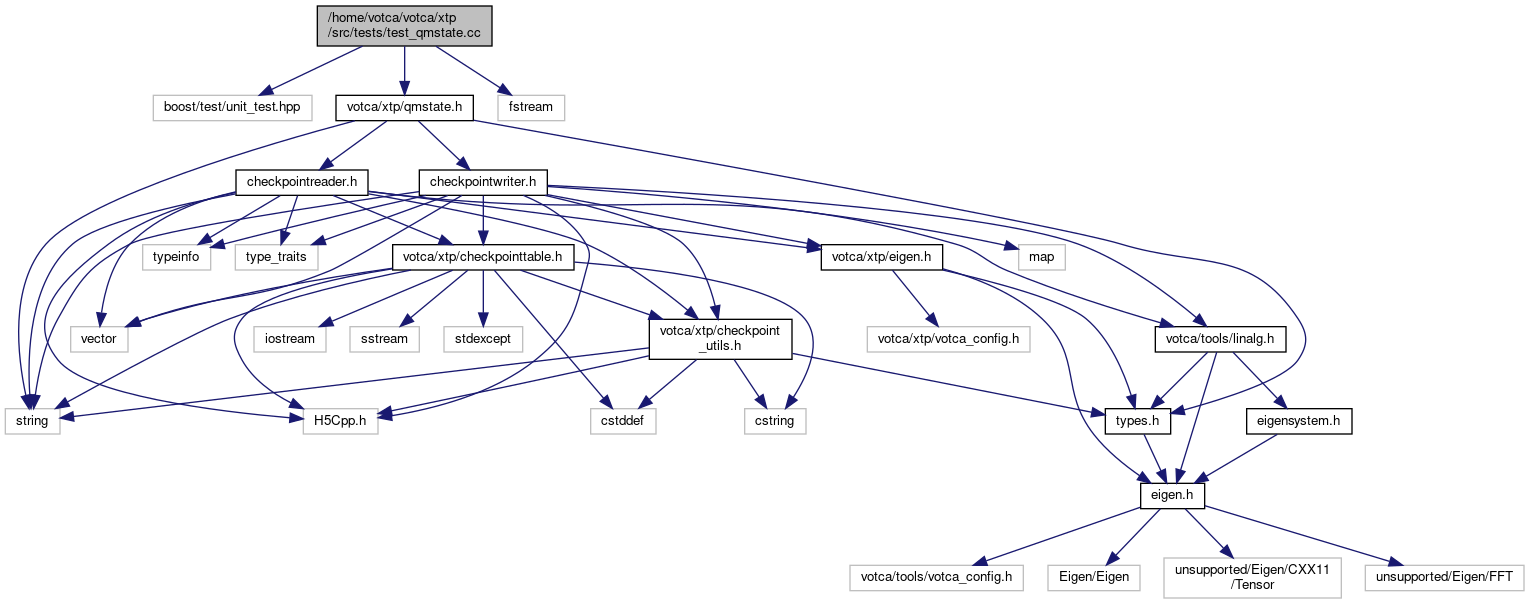 /home/votca/votca/xtp
/src/tests/test_qmstate.cc
boost/test/unit_test.hpp
votca/xtp/qmstate.h
fstream
checkpointreader.h
checkpointwriter.h
typeinfo
type_traits
votca/xtp/checkpointtable.h
votca/xtp/eigen.h
map
vector
iostream
sstream
stdexcept
votca/xtp/checkpoint
_utils.h
votca/xtp/votca_config.h
votca/tools/linalg.h
string
H5Cpp.h
cstddef
cstring
types.h
eigensystem.h
eigen.h
votca/tools/votca_config.h
Eigen/Eigen
unsupported/Eigen/CXX11
/Tensor
unsupported/Eigen/FFT